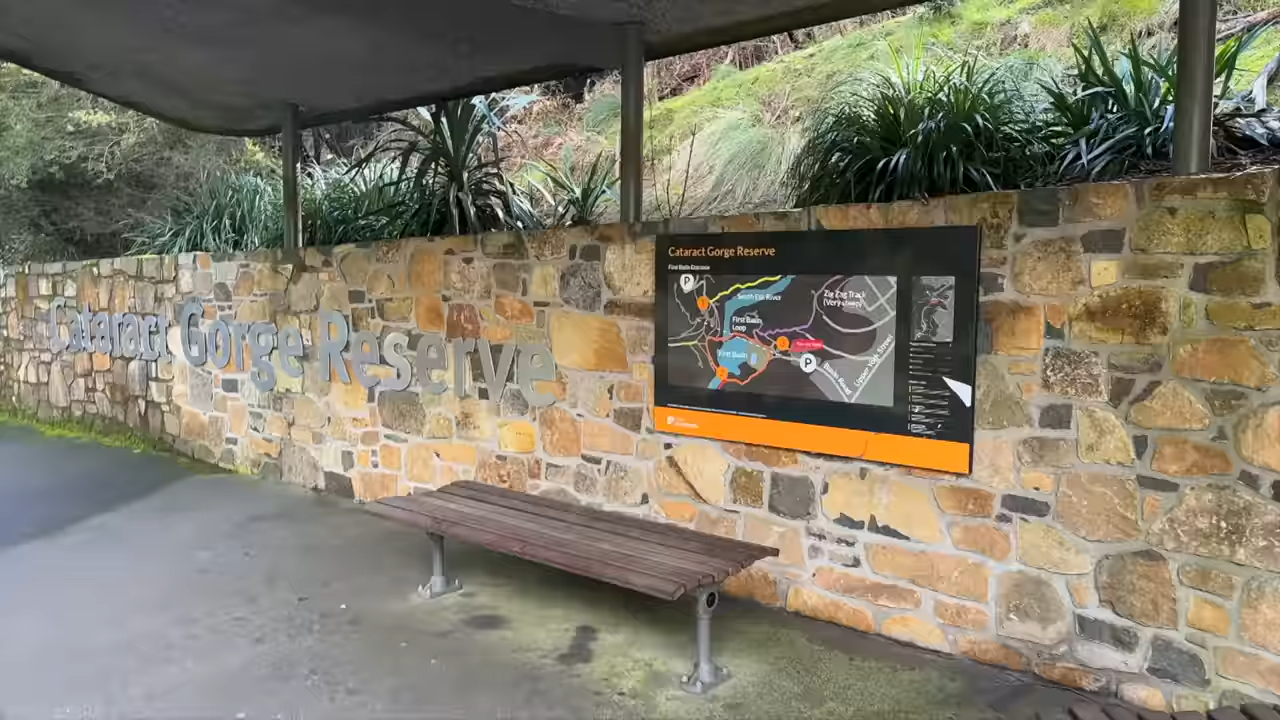 Cataract Gorge Reserve
Cataract Gorge Reserve
First Basin Entrance
P
South Esk River
Zig Zag Track
(Very steep)
First Basin
Loop
First Basin
P
Basin Road
Upper York Street